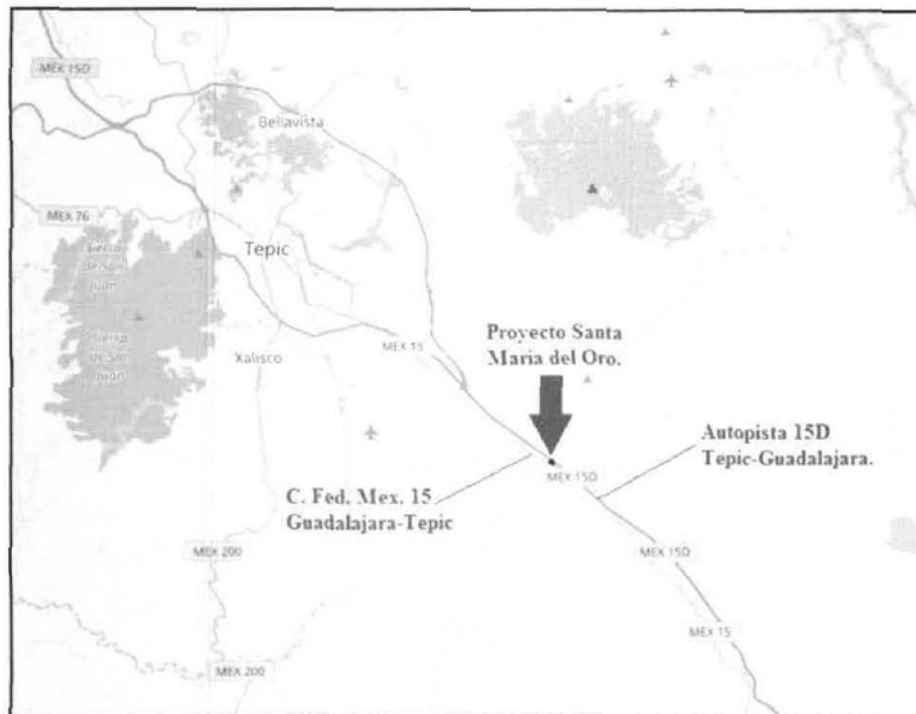 MEX 15D
Bellavista
MEX 76
Sierra
de San
Juan
Tepic
Sierra
de San
Juan
MEX 15
Xalisco
Proyecto Santa
Maria del Oro.
Autopista 15D
Tepic-Guadalajara.
MEX 15D
C. Fed. Mex. 15
Guadalajara-Tepic
MEX 200
MEX 15D
MEX 15
MEX 200